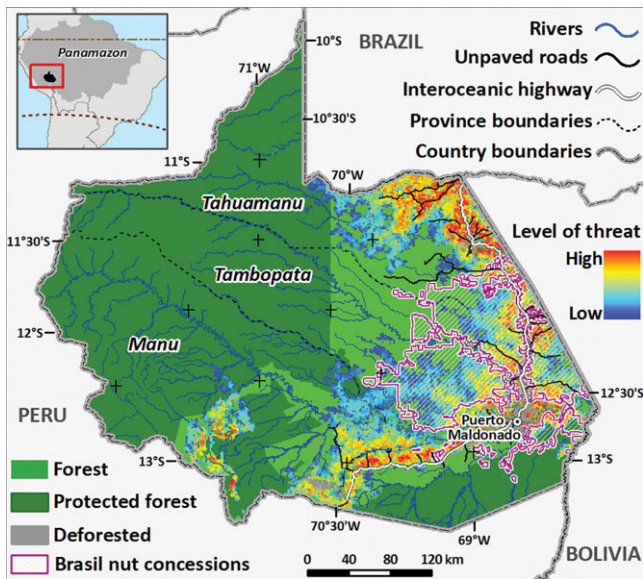 Panamazon
BRAZIL
10°S
71°W
10°30'S
11°S
70°W
11°30'S
12°S
12°30'S
13°S
13°S
70°30'W
69°W
Rivers
Unpaved roads
Interoceanic highway
Province boundaries
Country boundaries
Level of threat
High
Low
Tahuamanu
Tambopata
Manu
Puerto
Maldonado
PERU
BOLIVIA
Forest
Protected forest
Deforested
Brasil nut concessions
0 40 80 120 km